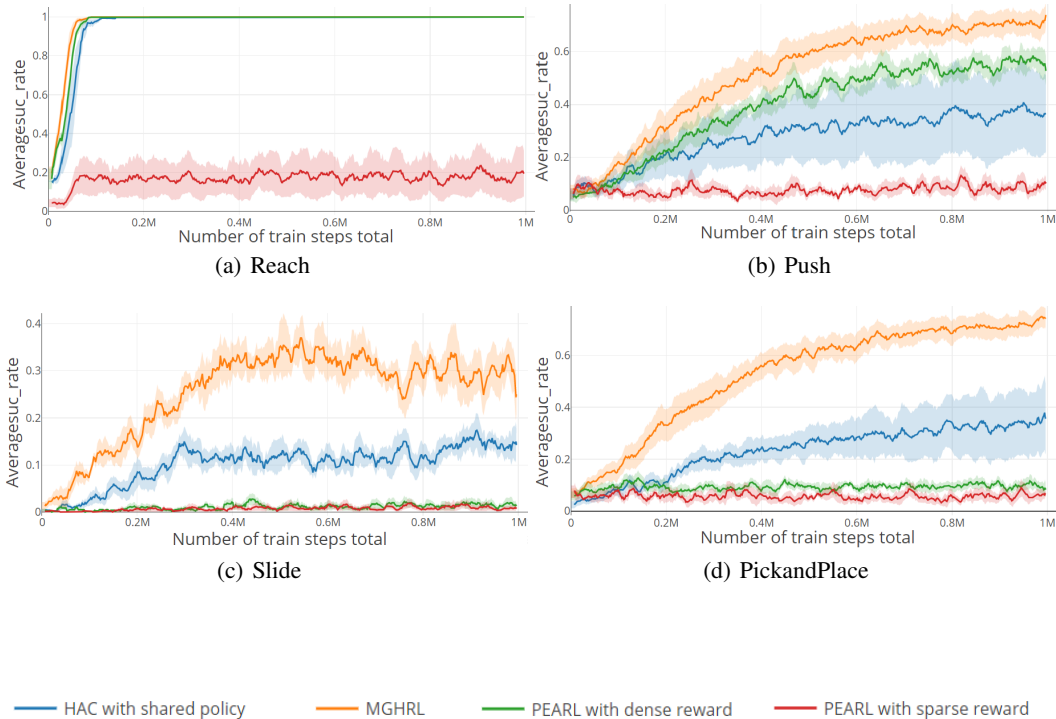 1
0.8
0.6
0.4
0.2
0
Averagesuc_rate
0
0.2M
0.4M
0.6M
0.8M
1M
Number of train steps total
(a) Reach
0.6
0.4
0.2
0
Averagesuc_rate
0
0.2M
0.4M
0.6M
0.8M
1M
Number of train steps total
(b) Push
0.4
0.3
0.2
0.1
0
Averagesuc_rate
0
0.2M
0.4M
0.6M
0.8M
1M
Number of train steps total
(c) Slide
0.6
0.4
0.2
0
Averagesuc_rate
0
0.2M
0.4M
0.6M
0.8M
1M
Number of train steps total
(d) PickandPlace
HAC with shared policy MGHRL PEARL with dense reward PEARL with sparse reward